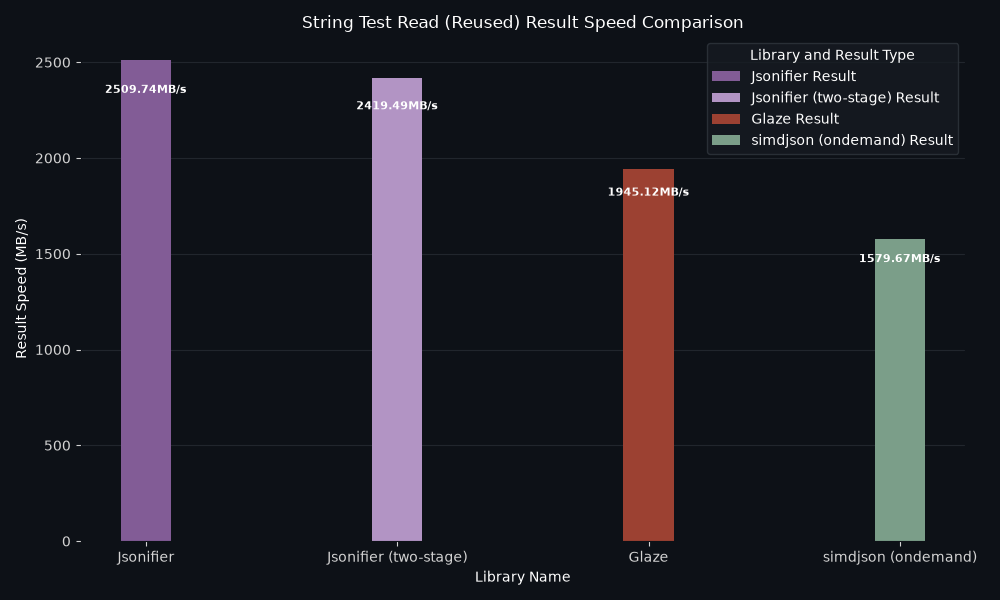 String Test Read (Reused) Result Speed Comparison
Library and Result Type
Jsonifier Result
Jsonifier (two-stage) Result
Glaze Result
simdjson (ondemand) Result
2509.74MB/s
2419.49MB/s
1945.12MB/s
1579.67MB/s
Result Speed (MB/s)
2500
2000
1500
1000
500
0
Jsonifier
Jsonifier (two-stage)
Glaze
simdjson (ondemand)
Library Name